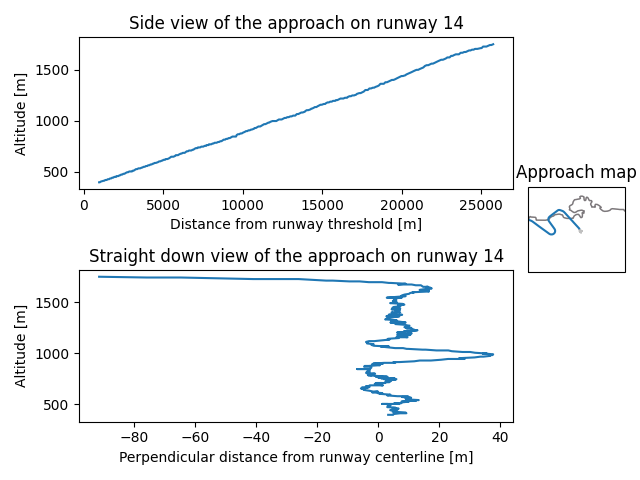 Side view of the approach on runway 14
Altitude [m]
1500
1000
500
0 5000 10000 15000 20000 25000
Distance from runway threshold [m]
Approach map
Straight down view of the approach on runway 14
Altitude [m]
1500
1000
500
−80 −60 −40 −20 0 20 40
Perpendicular distance from runway centerline [m]